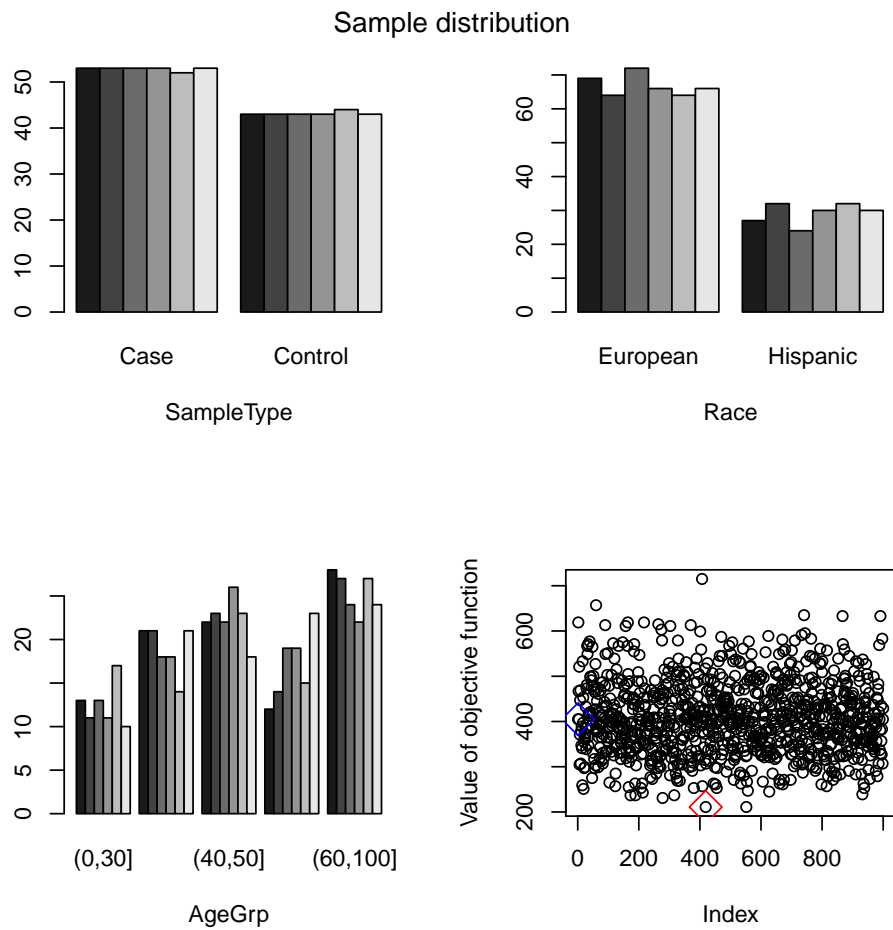 Sample distribution
50
40
30
20
10
0
Case Control
SampleType
60
40
20
0
European Hispanic
Race
20
10
5
0
(0,30] (40,50] (60,100]
AgeGrp
Value of objective function
600
400
200
0 200 400 600 800
Index